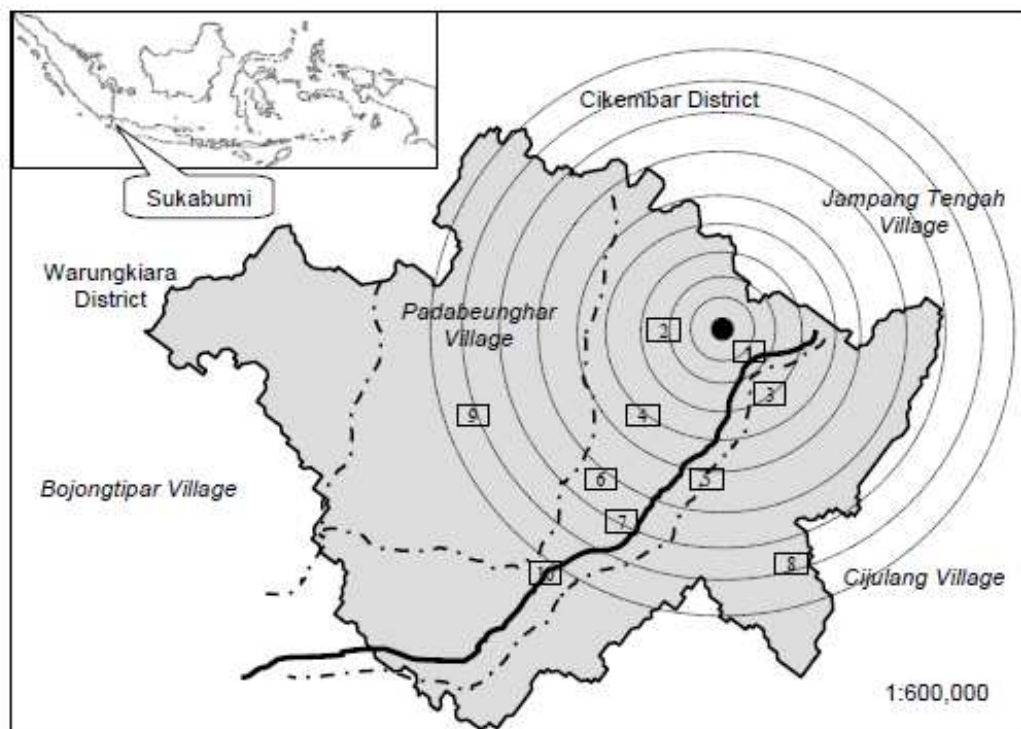 Cikembar District
Sukabumi
Jampang Tengah
Village
Warungkiara
District
Padabeunghar
Village
2
1
3
9
4
6
5
7
10
8
Bojongtipar Village
Cijulang Village
1:600,000